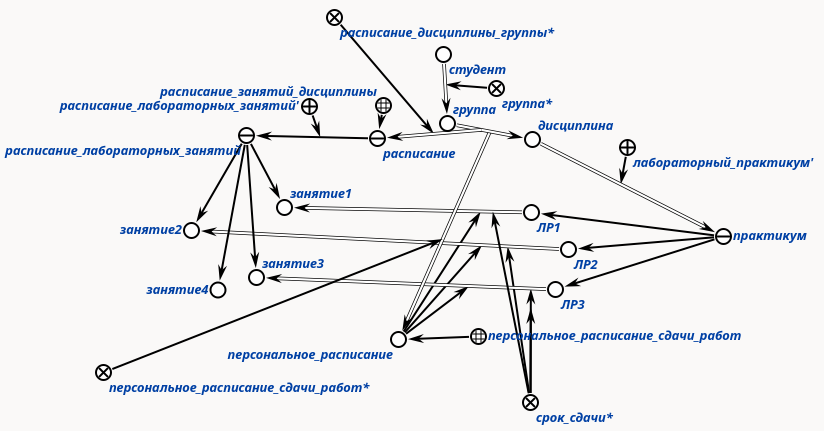 расписание_дисциплины_группы*
студент
расписание_занятий_дисциплины
расписание_лабораторных_занятий'
группа*
группа
дисциплина
расписание_лабораторных_занятий
расписание
лабораторный_практикум'
занятие1
занятие2
ЛР1
практикум
занятие3
ЛР2
занятие4
ЛР3
персональное_расписание_сдачи_работ
персональное_расписание
персональное_расписание_сдачи_работ*
срок_сдачи*